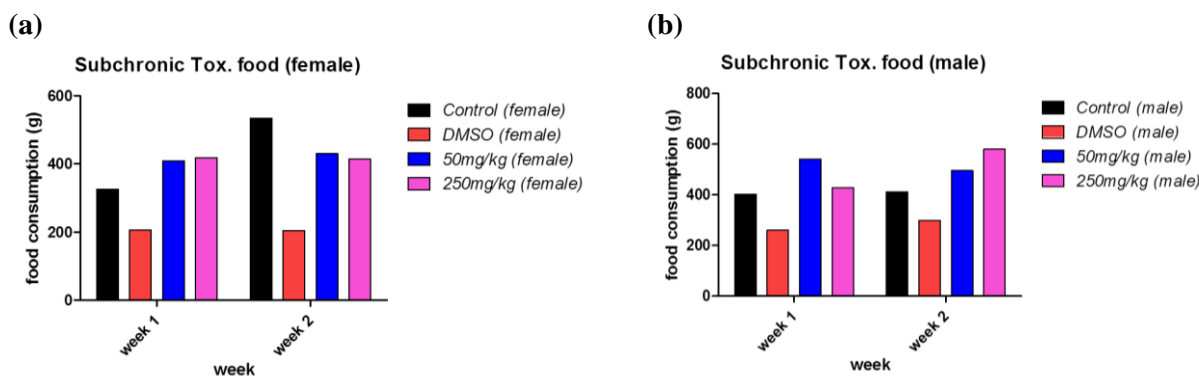 (a)
Subchronic Tox. food (female)
food consumption (g)
600
400
200
0
week 1
week 2
week
Control (female)
DMSO (female)
50mg/kg (female)
250mg/kg (female)
(b)
Subchronic Tox. food (male)
food consumption (g)
800
600
400
200
0
week 1
week 2
week
Control (male)
DMSO (male)
50mg/kg (male)
250mg/kg (male)